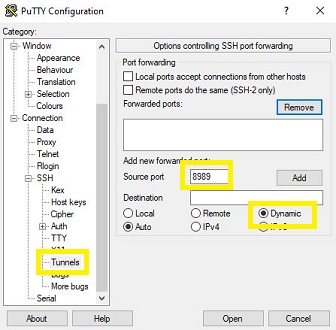 PuTTY Configuration
?
Category:
Window
Appearance
Behaviour
Translation
Selection
Colours
Connection
Data
Proxy
Telnet
Rlogin
SSH
Kex
Host keys
Cipher
Auth
TTY
X11
Tunnels
Bugs
More bugs
Serial
Options controlling SSH port forwarding
Port forwarding
Local ports accept connections from other hosts
Remote ports do the same (SSH-2 only)
Forwarded ports:
Remove
Add new forwarded port:
Source port
8989
Add
Destination
Local
Remote
Dynamic
Auto
IPv4
About
Help
Open
Cancel